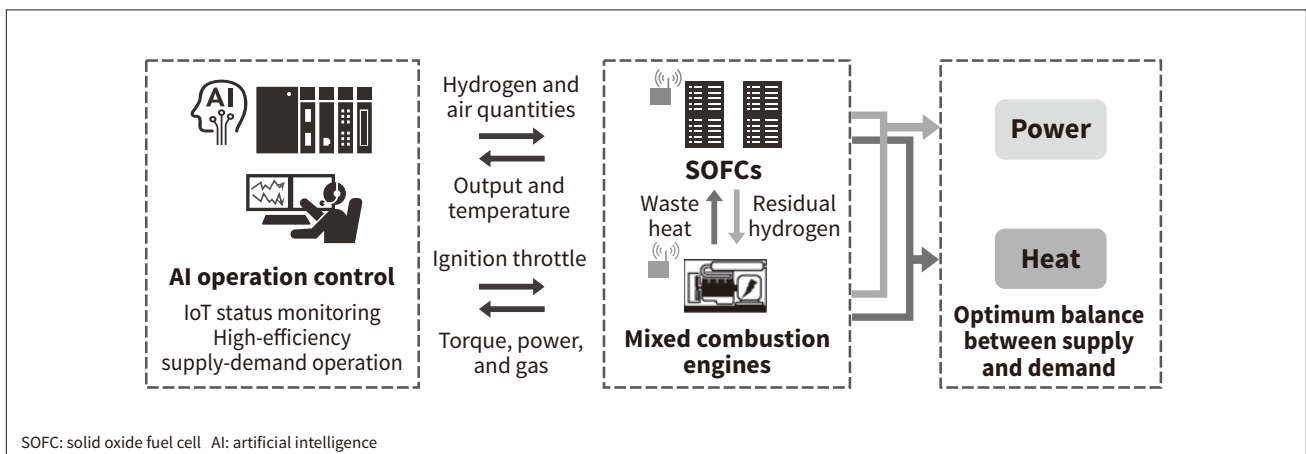 AI
AI operation control
IoT status monitoring
High-efficiency
supply-demand operation
Hydrogen and
air quantities
Output and
temperature
Ignition throttle
Torque, power,
and gas
SOFCs
Waste
heat
Residual
hydrogen
Mixed combustion
engines
Power
Heat
Optimum balance
between supply
and demand
SOFC: solid oxide fuel cell AI: artificial intelligence